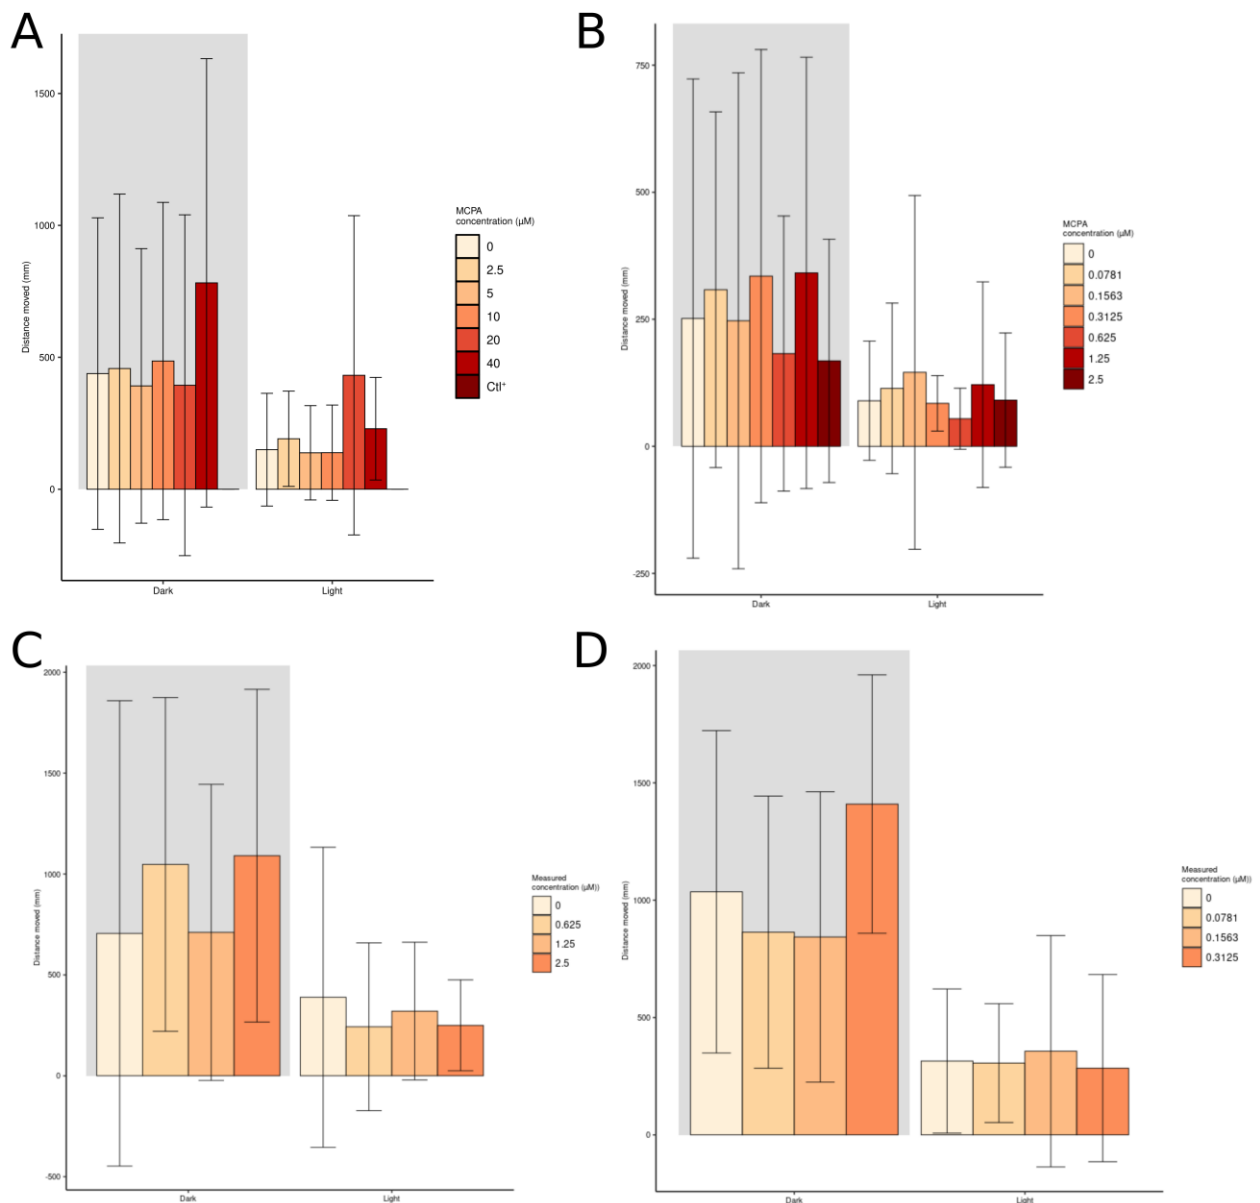 A
Distance moved (mm)
1500
1000
500
0
Dark
Light
MCPA
concentration (µM)
0
2.5
5
10
20
40
Ctl⁺
B
Distance moved (mm)
750
500
250
0
-250
Dark
Light
MCPA
concentration (µM)
0
0.0781
0.1563
0.3125
0.625
1.25
2.5
C
Distance moved (mm)
2000
1500
1000
500
0
-500
Dark
Light
Measured
concentration (µM))
0
0.625
1.25
2.5
D
Distance moved (mm)
2000
1500
1000
500
0
Dark
Light
Measured
concentration (µM))
0
0.0781
0.1563
0.3125